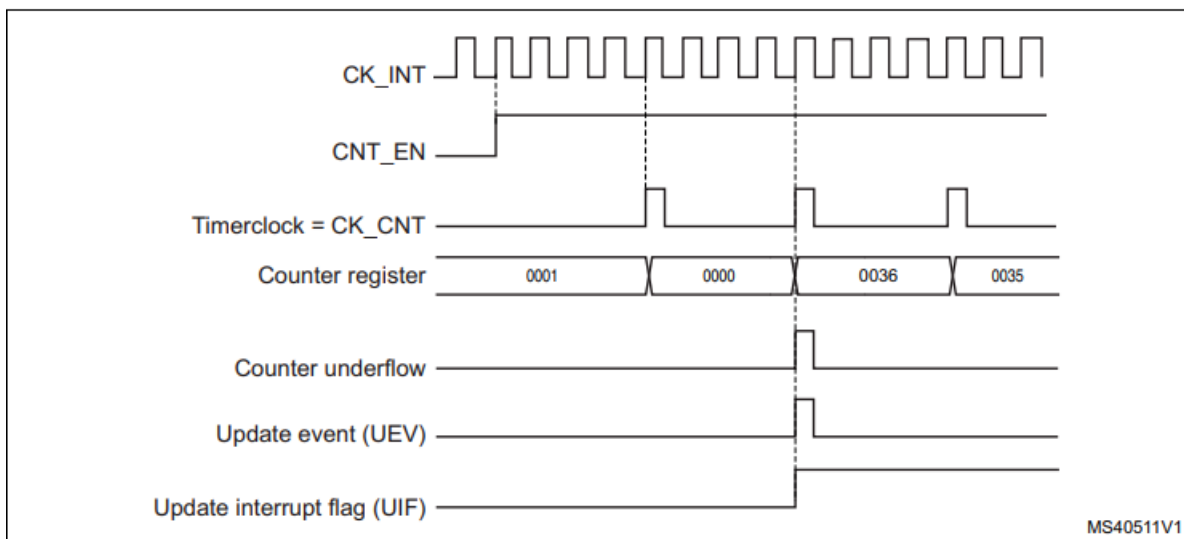 CK_INT
CNT_EN
Timerclock = CK_CNT
Counter register
0001
0000
0036
0035
Counter underflow
Update event (UEV)
Update interrupt flag (UIF)
MS40511V1